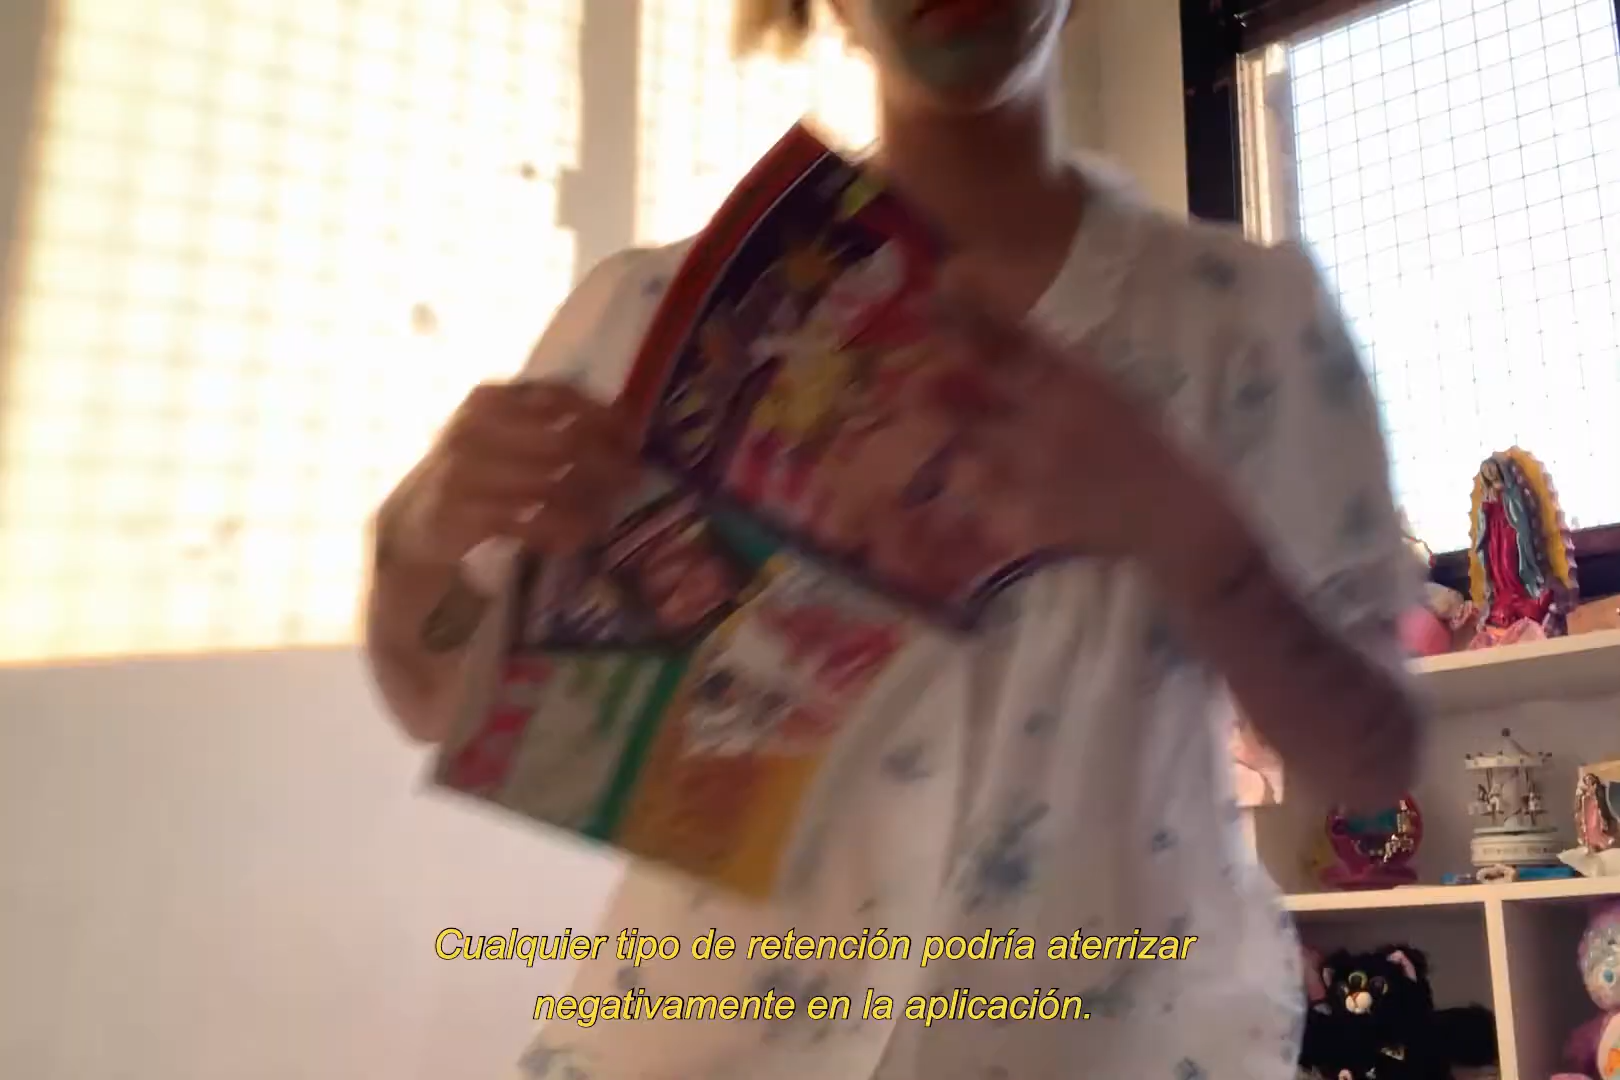 Cualquier tipo de retención podría aterrizar
negativamente en la aplicación.